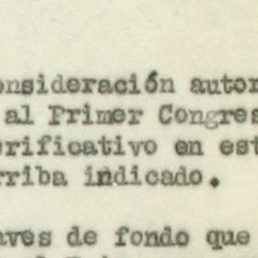 onsideración autor
al Primer Congres
erificativo en est
rriba indicado.
aves de fondo que